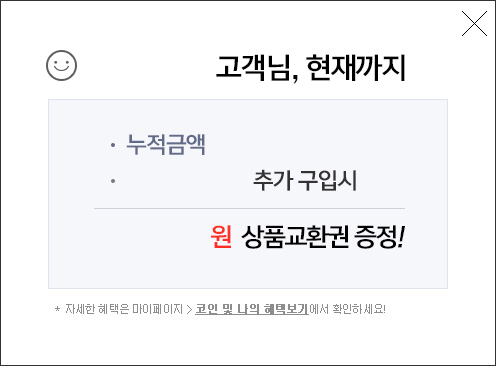 고객님, 현재까지
· 누적금액
· 추가 구입시
원 상품교환권 증정!
* 자세한 혜택은 마이페이지 > 코인 및 나의 혜택보기에서 확인하세요!